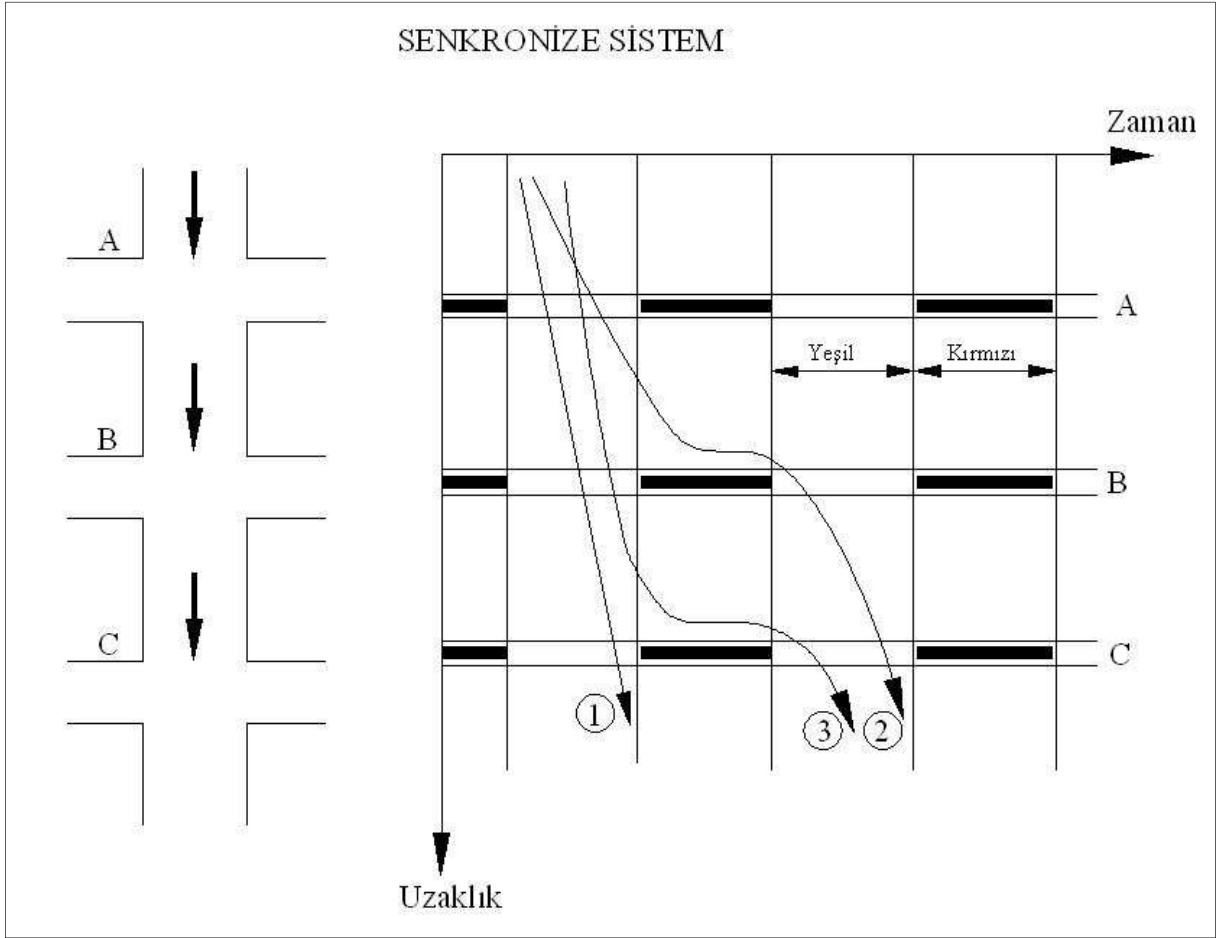 SENKRONİZE SİSTEM
Zaman
A
A
Yeşil
Kırmızı
B
B
C
C
1
3
2
Uzaklık